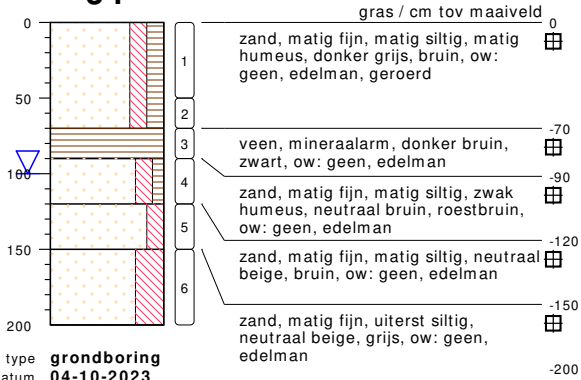 gras / cm tov maaiveld
0
0
zand, matig fijn, matig siltig, matig
humeus, donker grijs, bruin, ow:
geen, edelman, geroerd
1
50
2
-70
3
veen, mineraalarm, donker bruin,
zwart, ow: geen, edelman
-90
100
4
zand, matig fijn, matig siltig, zwak
humeus, neutraal bruin, roestbruin,
ow: geen, edelman
-120
5
zand, matig fijn, matig siltig, neutraal
beige, bruin, ow: geen, edelman
150
-150
6
zand, matig fijn, uiterst siltig,
neutraal beige, grijs, ow: geen,
edelman
200
-200
type grondboring
atum 04-10-2023